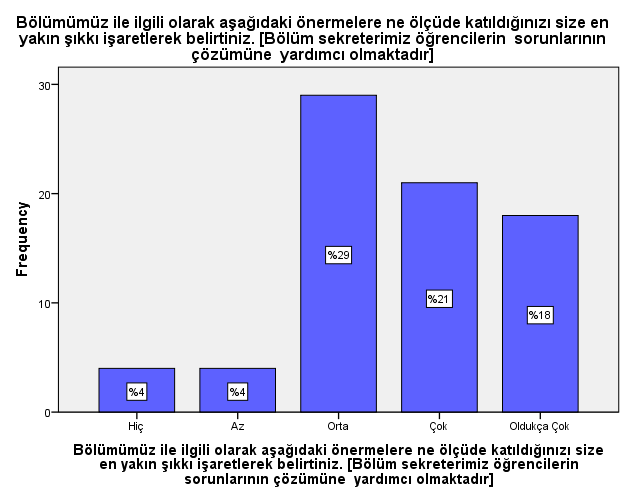 Bölümümüz ile ilgili olarak aşağıdaki önermelere ne ölçüde katıldığınızı size en
yakın şıkkı işaretlerek belirtiniz. [Bölüm sekreterimiz öğrencilerin sorunlarının
çözümüne yardımcı olmaktadır]
Frequency
30
20
10
0
%4
%4
%29
%21
%18
Hiç
Az
Orta
Çok
Oldukça Çok
Bölümümüz ile ilgili olarak aşağıdaki önermelere ne ölçüde katıldığınızı size
en yakın şıkkı işaretlerek belirtiniz. [Bölüm sekreterimiz öğrencilerin
sorunlarının çözümüne yardımcı olmaktadır]